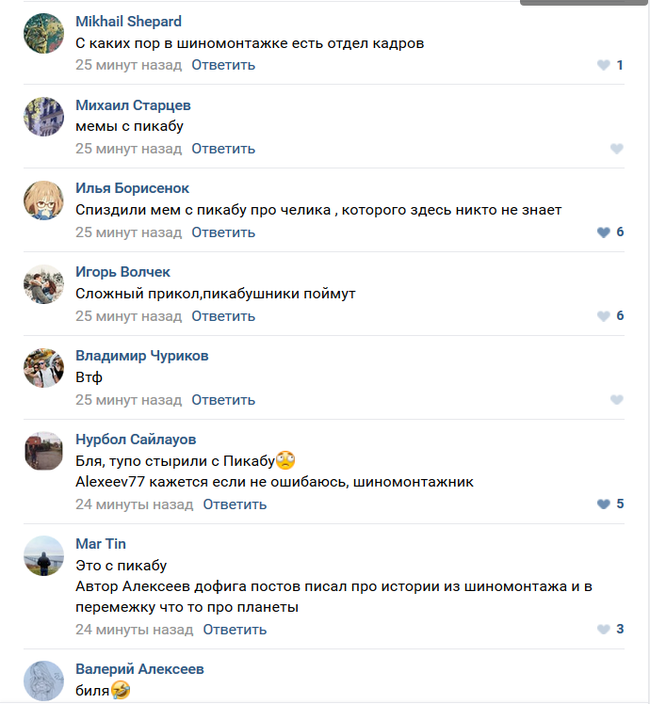 Mikhail Shepard
С каких пор в шиномонтажке есть отдел кадров
25 минут назад Ответить 1
Михаил Старцев
мемы с пикабу
25 минут назад Ответить
Илья Борисенок
Спиздили мем с пикабу про челика , которого здесь никто не знает
25 минут назад Ответить 6
Игорь Волчек
Сложный прикол,пикабушники поймут
25 минут назад Ответить 6
Владимир Чуриков
Втф
25 минут назад Ответить
Нурбол Сайлауов
Бля, тупо стырили с Пикабу😩
Alexeev77 кажется если не ошибаюсь, шиномонтажник
24 минуты назад Ответить 5
Mar Tin
Это с пикабу
Автор Алексеев дофига постов писал про истории из шиномонтажа и в
перемежку что то про планеты
24 минуты назад Ответить 3
Валерий Алексеев
биля🤣